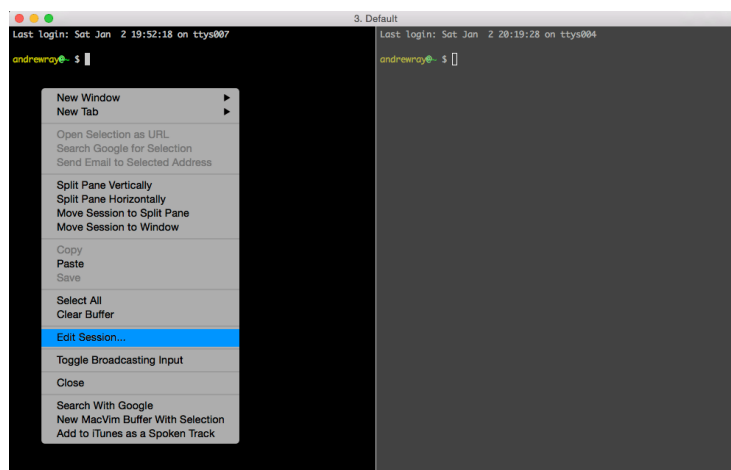 3. Default
Last login: Sat Jan  2 19:52:18 on ttys007
andrewray@~ $
Last login: Sat Jan  2 20:19:28 on ttys004
andrewray@~ $
New Window
New Tab
Open Selection as URL
Search Google for Selection
Send Email to Selected Address
Split Pane Vertically
Split Pane Horizontally
Move Session to Split Pane
Move Session to Window
Copy
Paste
Save
Select All
Clear Buffer
Edit Session...
Toggle Broadcasting Input
Close
Search With Google
New MacVim Buffer With Selection
Add to iTunes as a Spoken Track